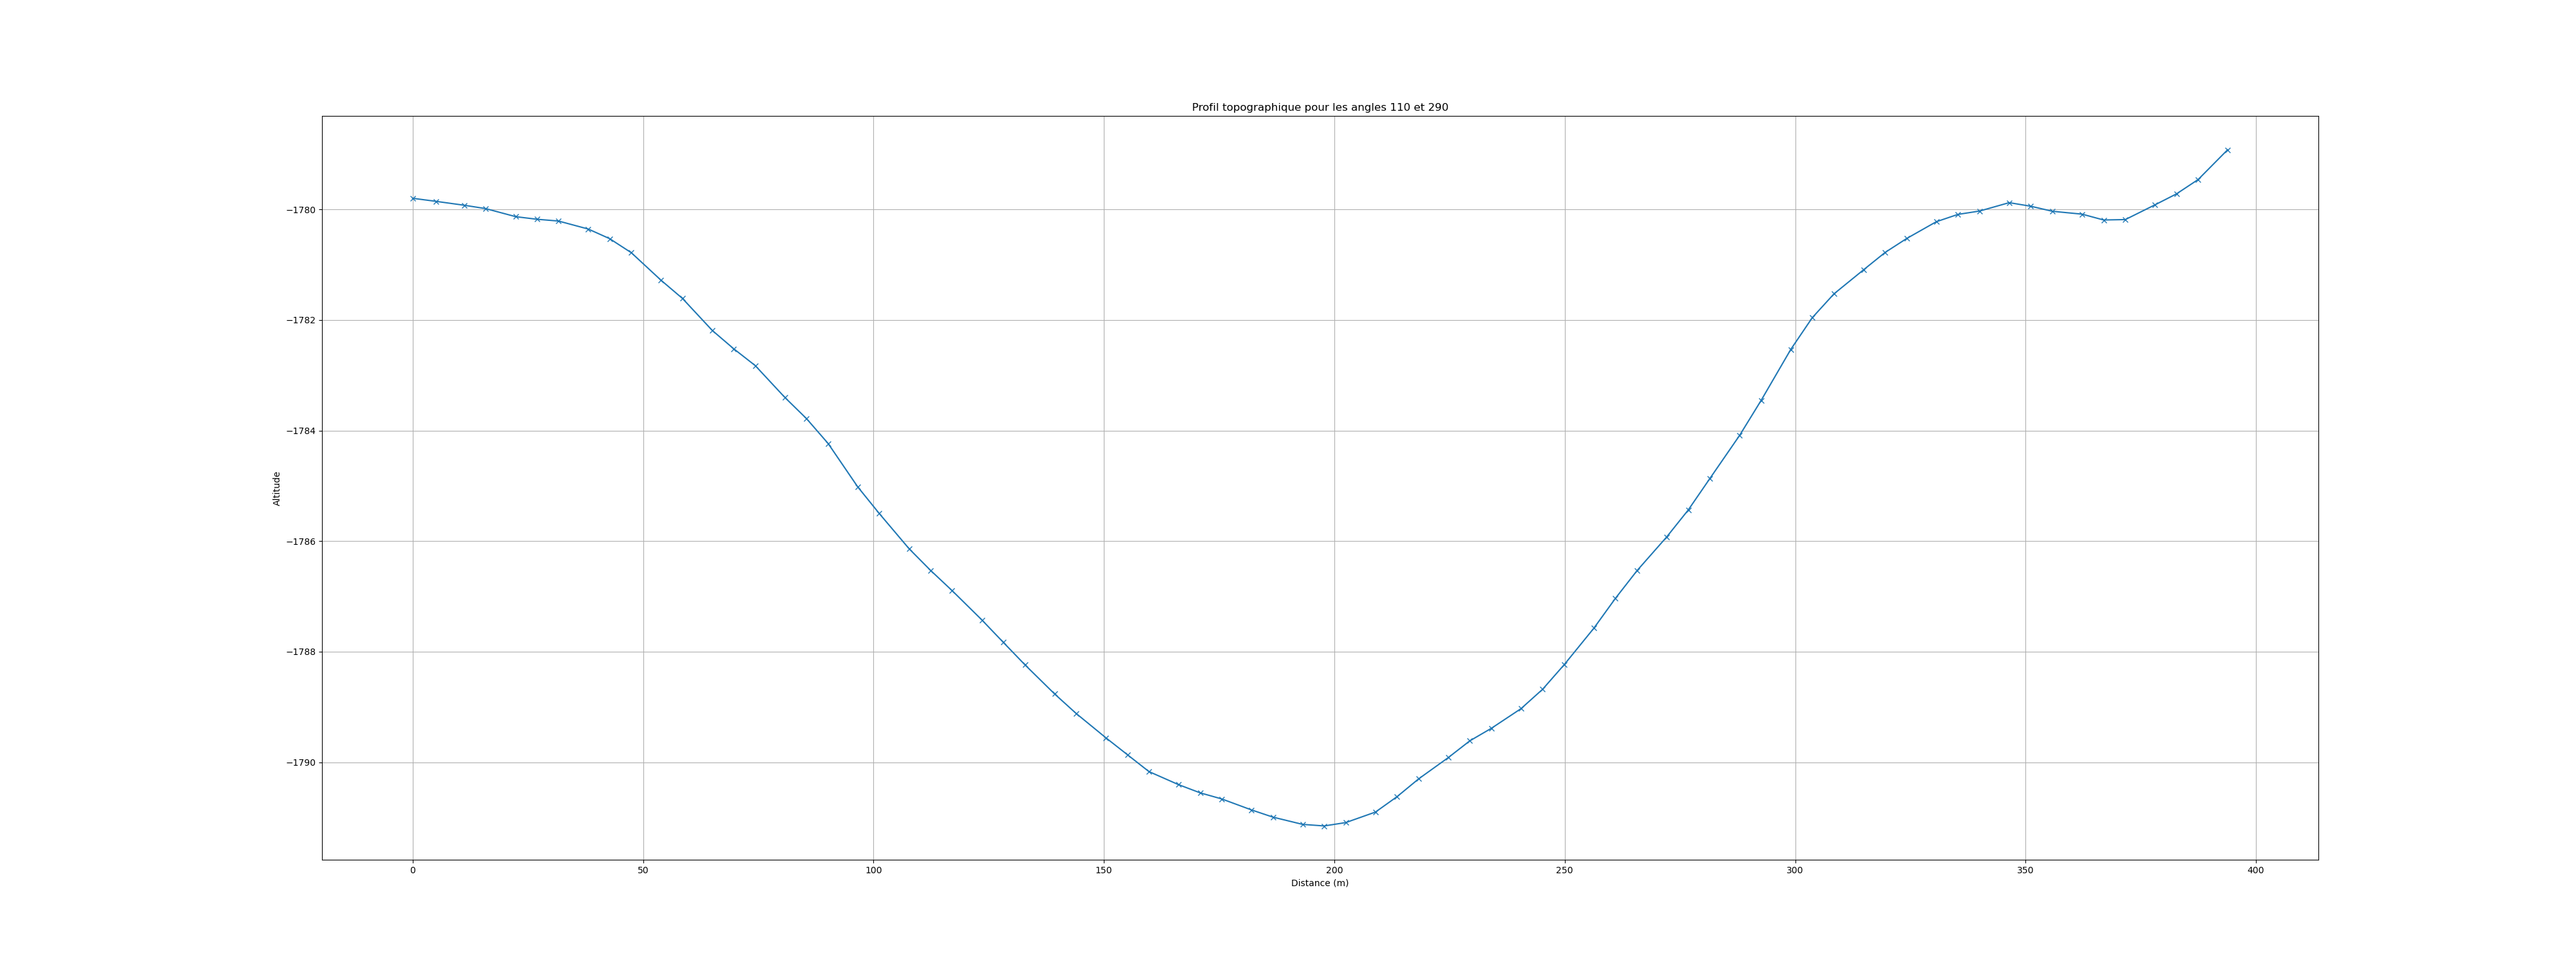 Profil topographique pour les angles 110 et 290
−1780
−1782
−1784
−1786
−1788
−1790
Altitude
0 50 100 150 200 250 300 350 400
Distance (m)